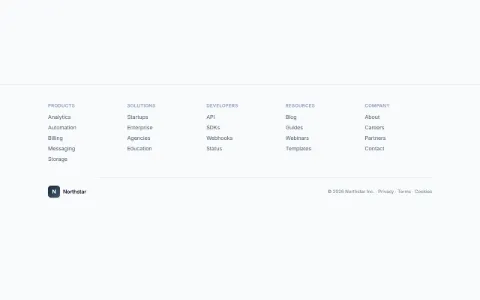 PRODUCTS
Analytics
Automation
Billing
Messaging
Storage
SOLUTIONS
Startups
Enterprise
Agencies
Education
DEVELOPERS
API
SDKs
Webhooks
Status
RESOURCES
Blog
Guides
Webinars
Templates
COMPANY
About
Careers
Partners
Contact
N Northstar
© 2026 Northstar Inc. · Privacy · Terms · Cookies